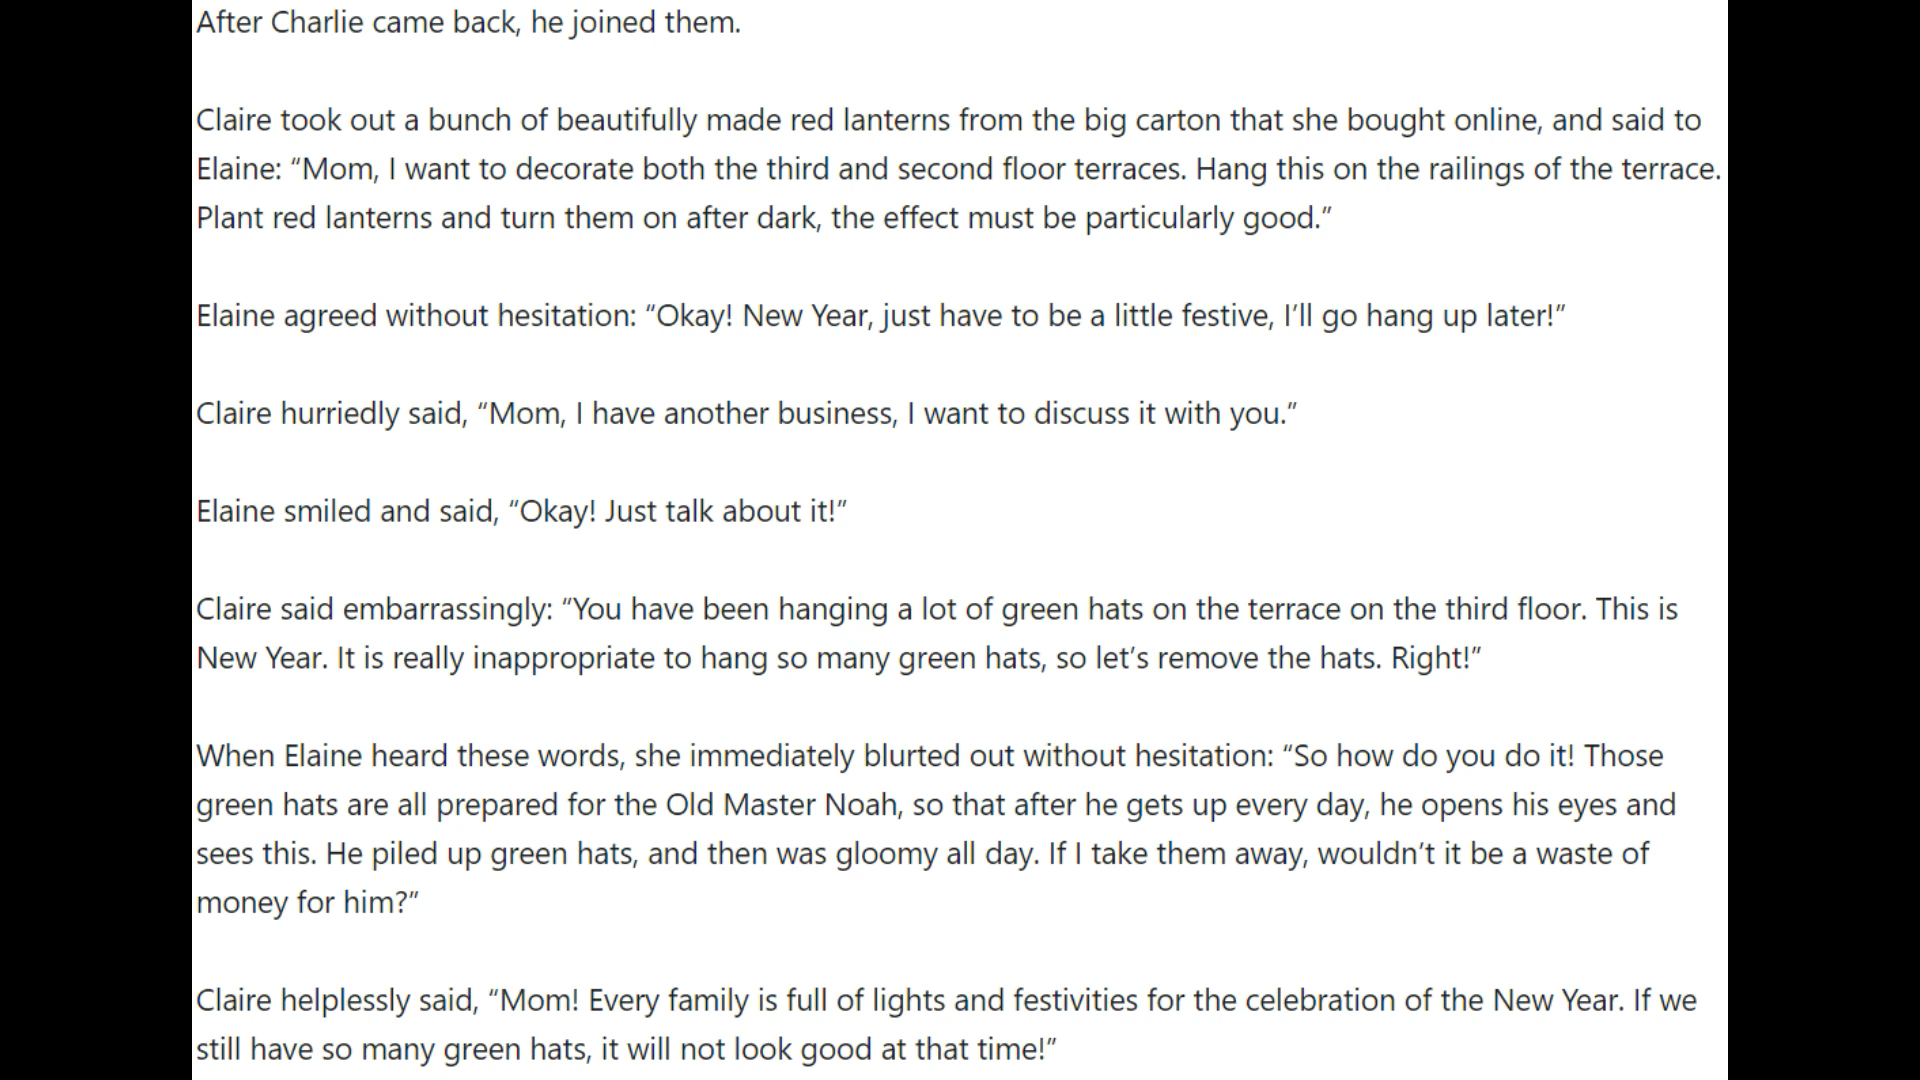 After Charlie came back, he joined them.
Claire took out a bunch of beautifully made red lanterns from the big carton that she bought online, and said to
Elaine: “Mom, I want to decorate both the third and second floor terraces. Hang this on the railings of the terrace.
Plant red lanterns and turn them on after dark, the effect must be particularly good.”
Elaine agreed without hesitation: “Okay! New Year, just have to be a little festive, I’ll go hang up later!”
Claire hurriedly said, “Mom, I have another business, I want to discuss it with you.”
Elaine smiled and said, “Okay! Just talk about it!”
Claire said embarrassingly: “You have been hanging a lot of green hats on the terrace on the third floor. This is
New Year. It is really inappropriate to hang so many green hats, so let’s remove the hats. Right!”
When Elaine heard these words, she immediately blurted out without hesitation: “So how do you do it! Those
green hats are all prepared for the Old Master Noah, so that after he gets up every day, he opens his eyes and
sees this. He piled up green hats, and then was gloomy all day. If I take them away, wouldn’t it be a waste of
money for him?”
Claire helplessly said, “Mom! Every family is full of lights and festivities for the celebration of the New Year. If we
still have so many green hats, it will not look good at that time!”